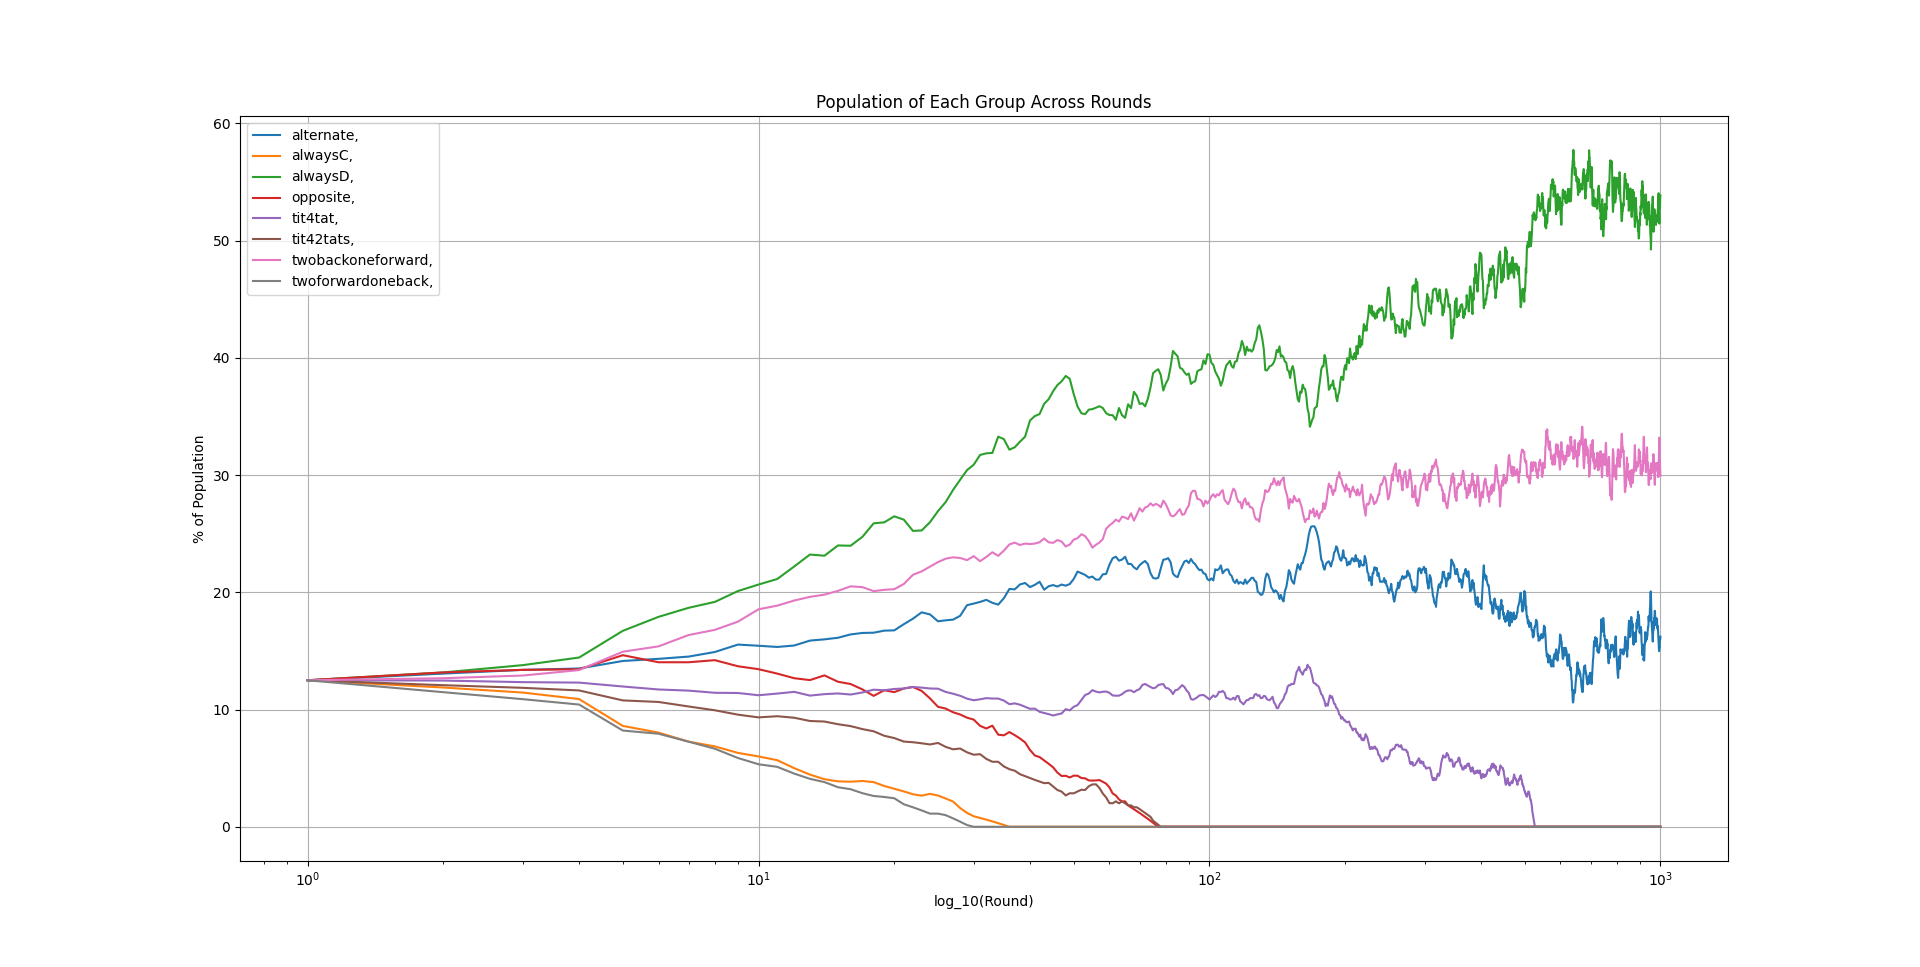 Population of Each Group Across Rounds
% of Population
60
50
40
30
20
10
0
alternate,
alwaysC,
alwaysD,
opposite,
tit4tat,
tit42tats,
twobackoneforward,
twoforwardoneback,
10⁰ 10¹ 10² 10³
log_10(Round)